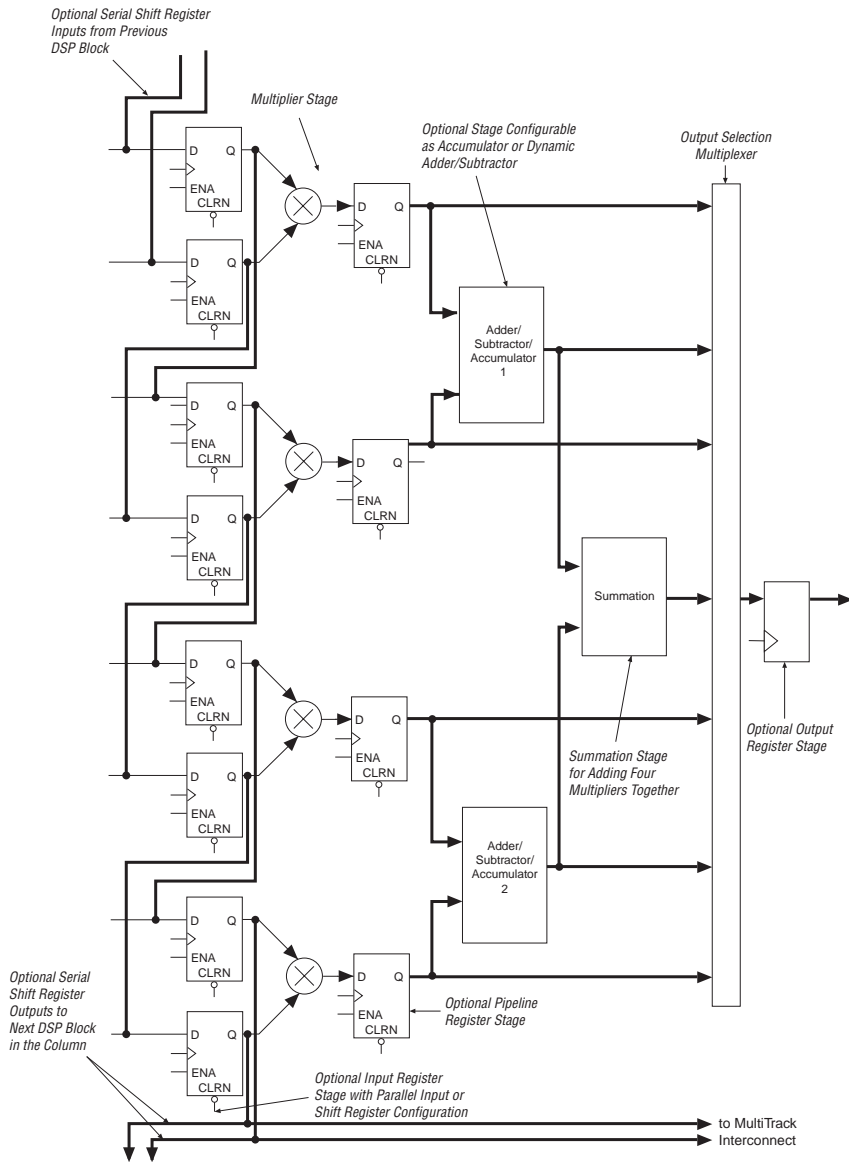 Optional Serial Shift Register
Inputs from Previous
DSP Block
Multiplier Stage
Optional Stage Configurable
as Accumulator or Dynamic
Adder/Subtractor
Output Selection
Multiplexer
D Q
ENA
CLRN
D Q
ENA
CLRN
D Q
ENA
CLRN
Adder/
Subtractor/
Accumulator
1
D Q
ENA
CLRN
D Q
ENA
CLRN
D Q
ENA
CLRN
Summation
D Q
ENA
CLRN
D Q
ENA
CLRN
D Q
ENA
CLRN
Summation Stage
for Adding Four
Multipliers Together
Optional Output
Register Stage
Adder/
Subtractor/
Accumulator
2
D Q
ENA
CLRN
D Q
ENA
CLRN
D Q
ENA
CLRN
Optional Serial
Shift Register
Outputs to
Next DSP Block
in the Column
Optional Pipeline
Register Stage
Optional Input Register
Stage with Parallel Input or
Shift Register Configuration
to MultiTrack
Interconnect